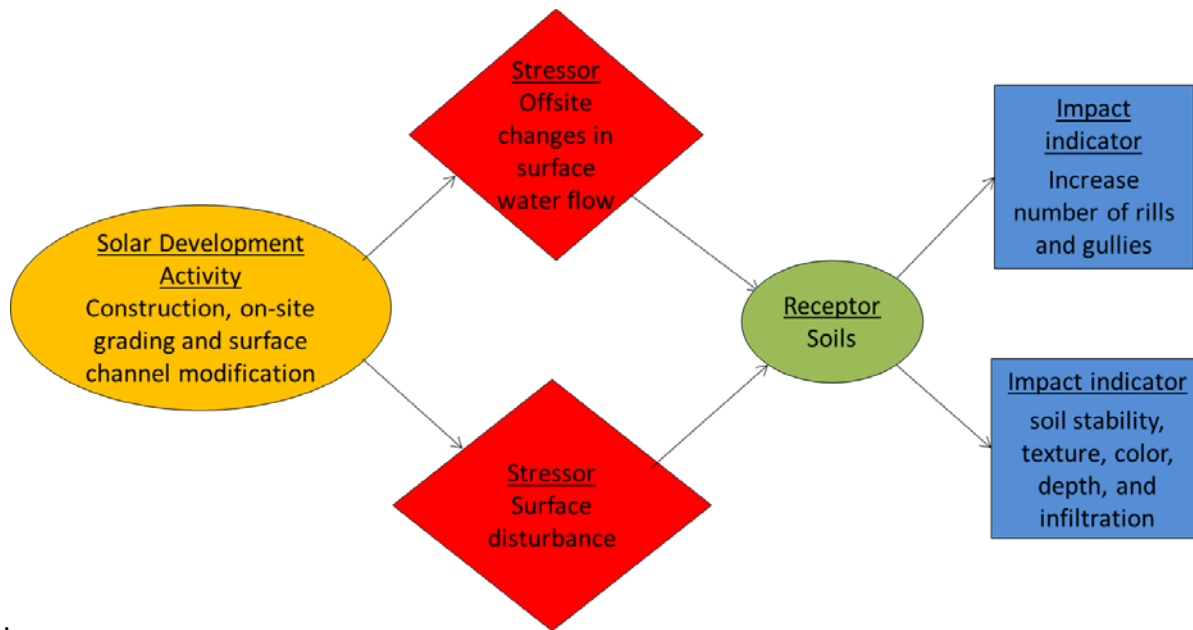 Solar Development
Activity
Construction, on-site
grading and surface
channel modification
Stressor
Offsite
changes in
surface
water flow
Stressor
Surface
disturbance
Receptor
Soils
Impact
indicator
Increase
number of rills
and gullies
Impact indicator
soil stability,
texture, color,
depth, and
infiltration
.